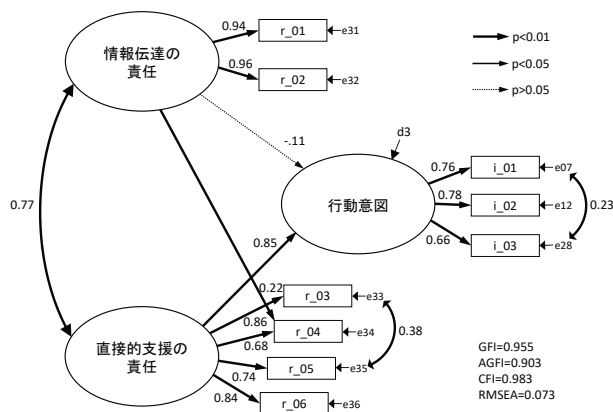 情報伝達の
責任
0.94
r_01
e31
0.96
r_02
e32
p<0.01
p<0.05
p>0.05
-.11
d3
0.77
行動意図
0.76
i_01
e07
0.78
i_02
e12
0.23
0.66
i_03
e28
0.85
0.22
r_03
e33
0.86
r_04
e34
0.38
0.68
直接的支援の
責任
0.74
r_05
e35
0.84
r_06
e36
GFI=0.955
AGFI=0.903
CFI=0.983
RMSEA=0.073